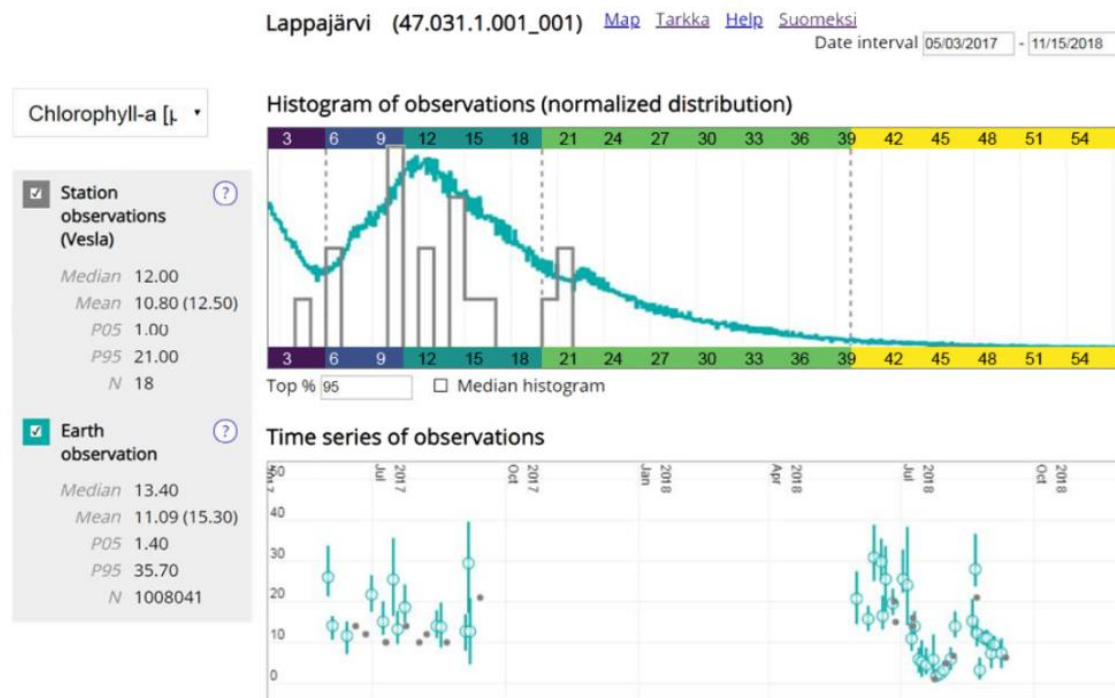 Lappajärvi (47.031.1.001_001) Map Tarkka Help Suomeksi
Date interval 05/03/2017 - 11/15/2018
Chlorophyll-a [μ
Histogram of observations (normalized distribution)
3 6 9 12 15 18 21 24 27 30 33 36 39 42 45 48 51 54
Station observations (Vesla) ?
Median 12.00
Mean 10.80 (12.50)
P05 1.00
P95 21.00
N 18
3 6 9 12 15 18 21 24 27 30 33 36 39 42 45 48 51 54
Top % 95 Median histogram
Earth observation ?
Median 13.40
Mean 11.09 (15.30)
P05 1.40
P95 35.70
N 1008041
Time series of observations
Jul 2017 Oct 2017 Jan 2018 Apr 2018 Jul 2018 Oct 2018
50
40
30
20
10
0